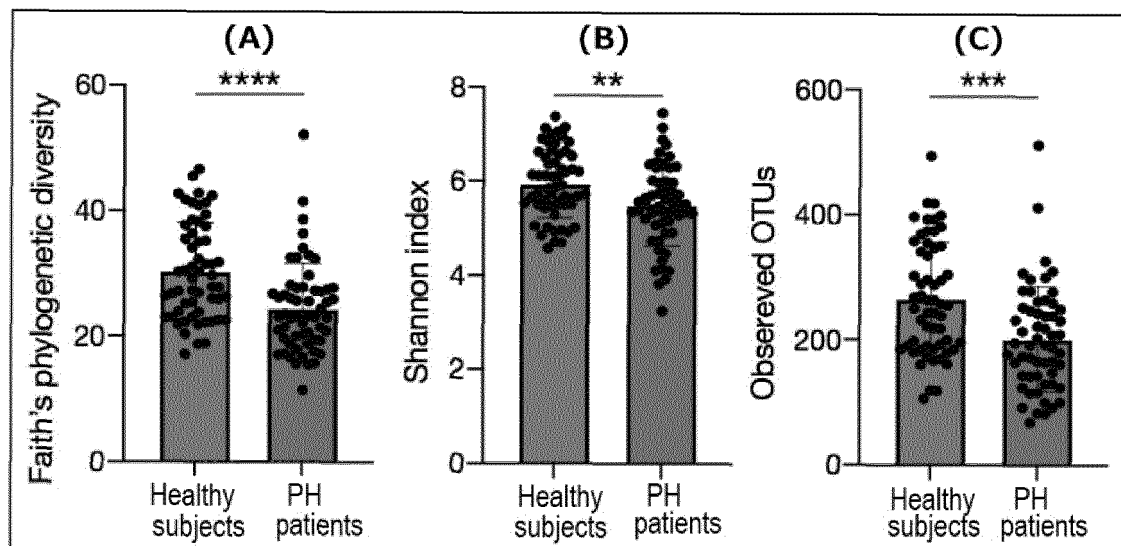 (A)
Faith's phylogenetic diversity
60
40
20
0
****
Healthy
subjects
PH
patients
(B)
Shannon index
8
6
4
2
0
**
Healthy
subjects
PH
patients
(C)
Obsereved OTUs
600
400
200
0
***
Healthy
subjects
PH
patients